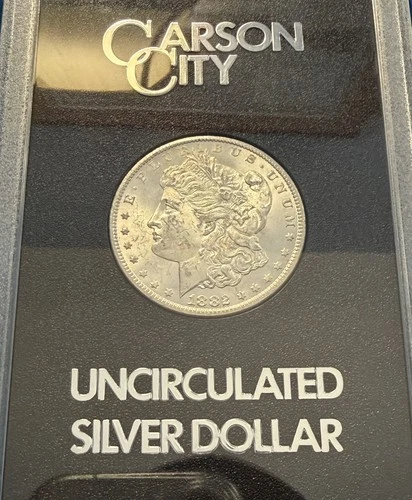 CARSON
CITY
E·PLURIBUS·UNUM
1882
UNCIRCULATED
SILVER DOLLAR